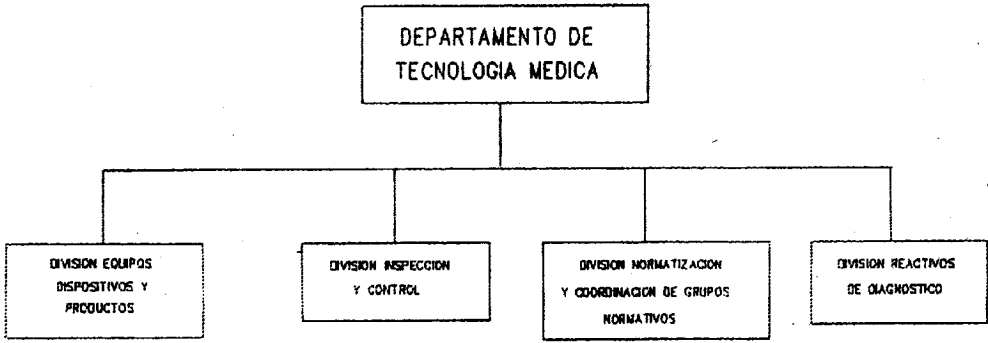 DEPARTAMENTO DE
TECNOLOGIA MEDICA
DIVISION EQUIPOS
DISPOSITIVOS Y
PRODUCTOS
DIVISION INSPECCION
Y CONTROL
DIVISION NORMATIZACION
Y COORDINACION DE GRUPOS
NORMATIVOS
DIVISION REACTIVOS
DE DIAGNOSTICO